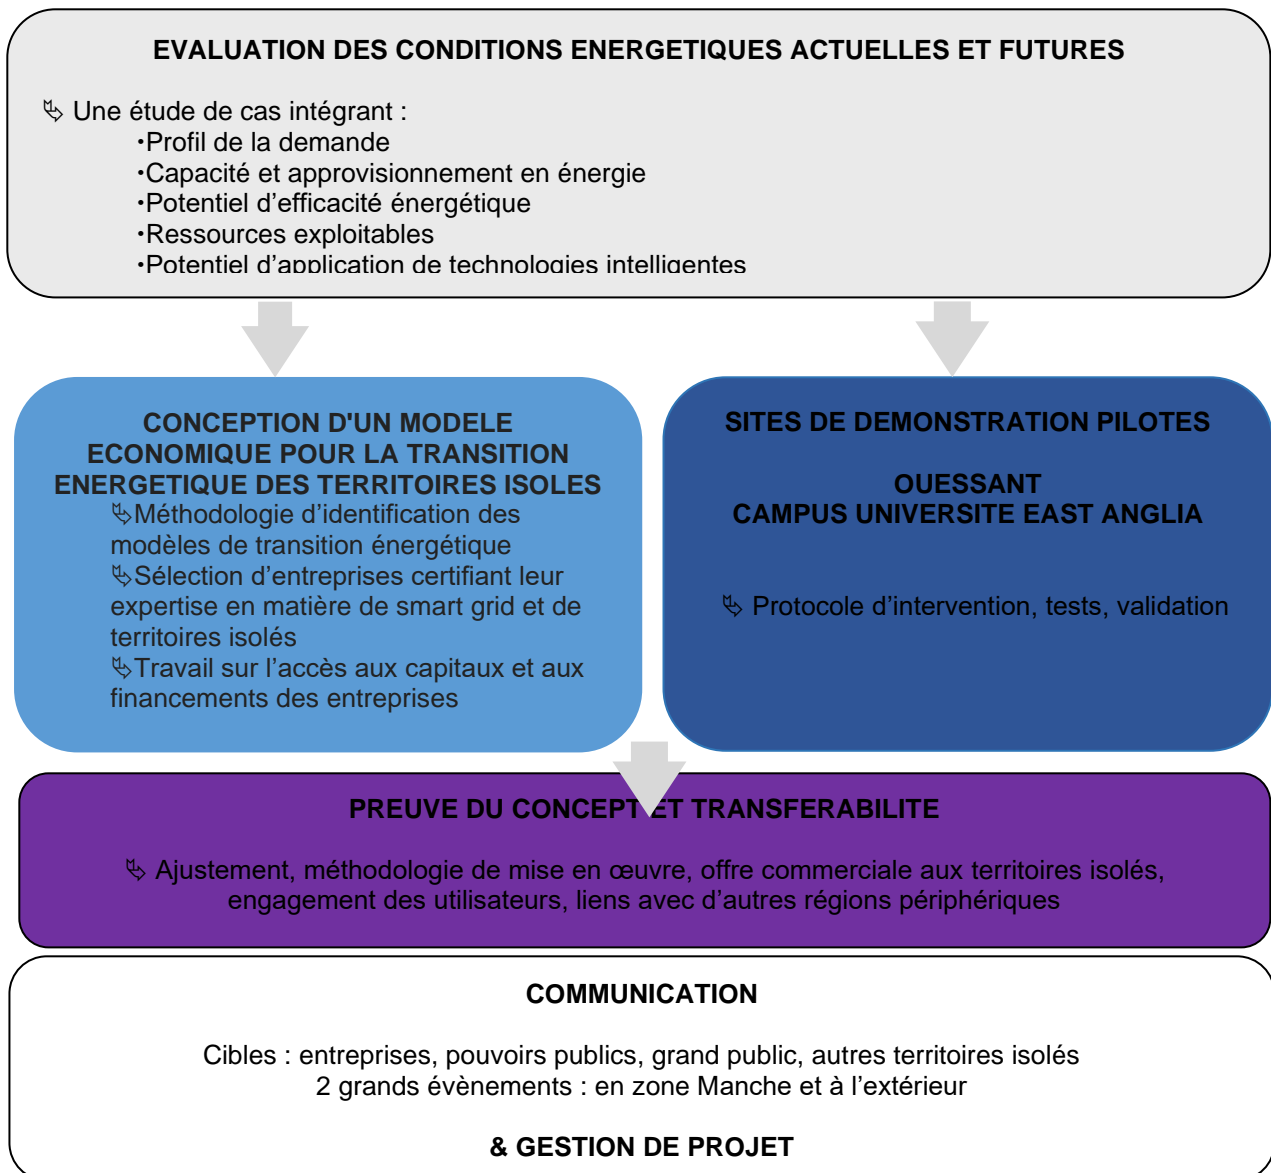 EVALUATION DES CONDITIONS ENERGETIQUES ACTUELLES ET FUTURES
⮱ Une étude de cas intégrant :
·Profil de la demande
·Capacité et approvisionnement en énergie
·Potentiel d’efficacité énergétique
·Ressources exploitables
·Potentiel d’application de technologies intelligentes
CONCEPTION D'UN MODELE
ECONOMIQUE POUR LA TRANSITION
ENERGETIQUE DES TERRITOIRES ISOLES
⮱Méthodologie d’identification des
modèles de transition énergétique
⮱Sélection d’entreprises certifiant leur
expertise en matière de smart grid et de
territoires isolés
⮱Travail sur l’accès aux capitaux et aux
financements des entreprises
SITES DE DEMONSTRATION PILOTES
OUESSANT
CAMPUS UNIVERSITE EAST ANGLIA
⮱ Protocole d’intervention, tests, validation
PREUVE DU CONCEPT ET TRANSFERABILITE
⮱ Ajustement, méthodologie de mise en œuvre, offre commerciale aux territoires isolés,
engagement des utilisateurs, liens avec d’autres régions périphériques
COMMUNICATION
Cibles : entreprises, pouvoirs publics, grand public, autres territoires isolés
2 grands évènements : en zone Manche et à l’extérieur
& GESTION DE PROJET